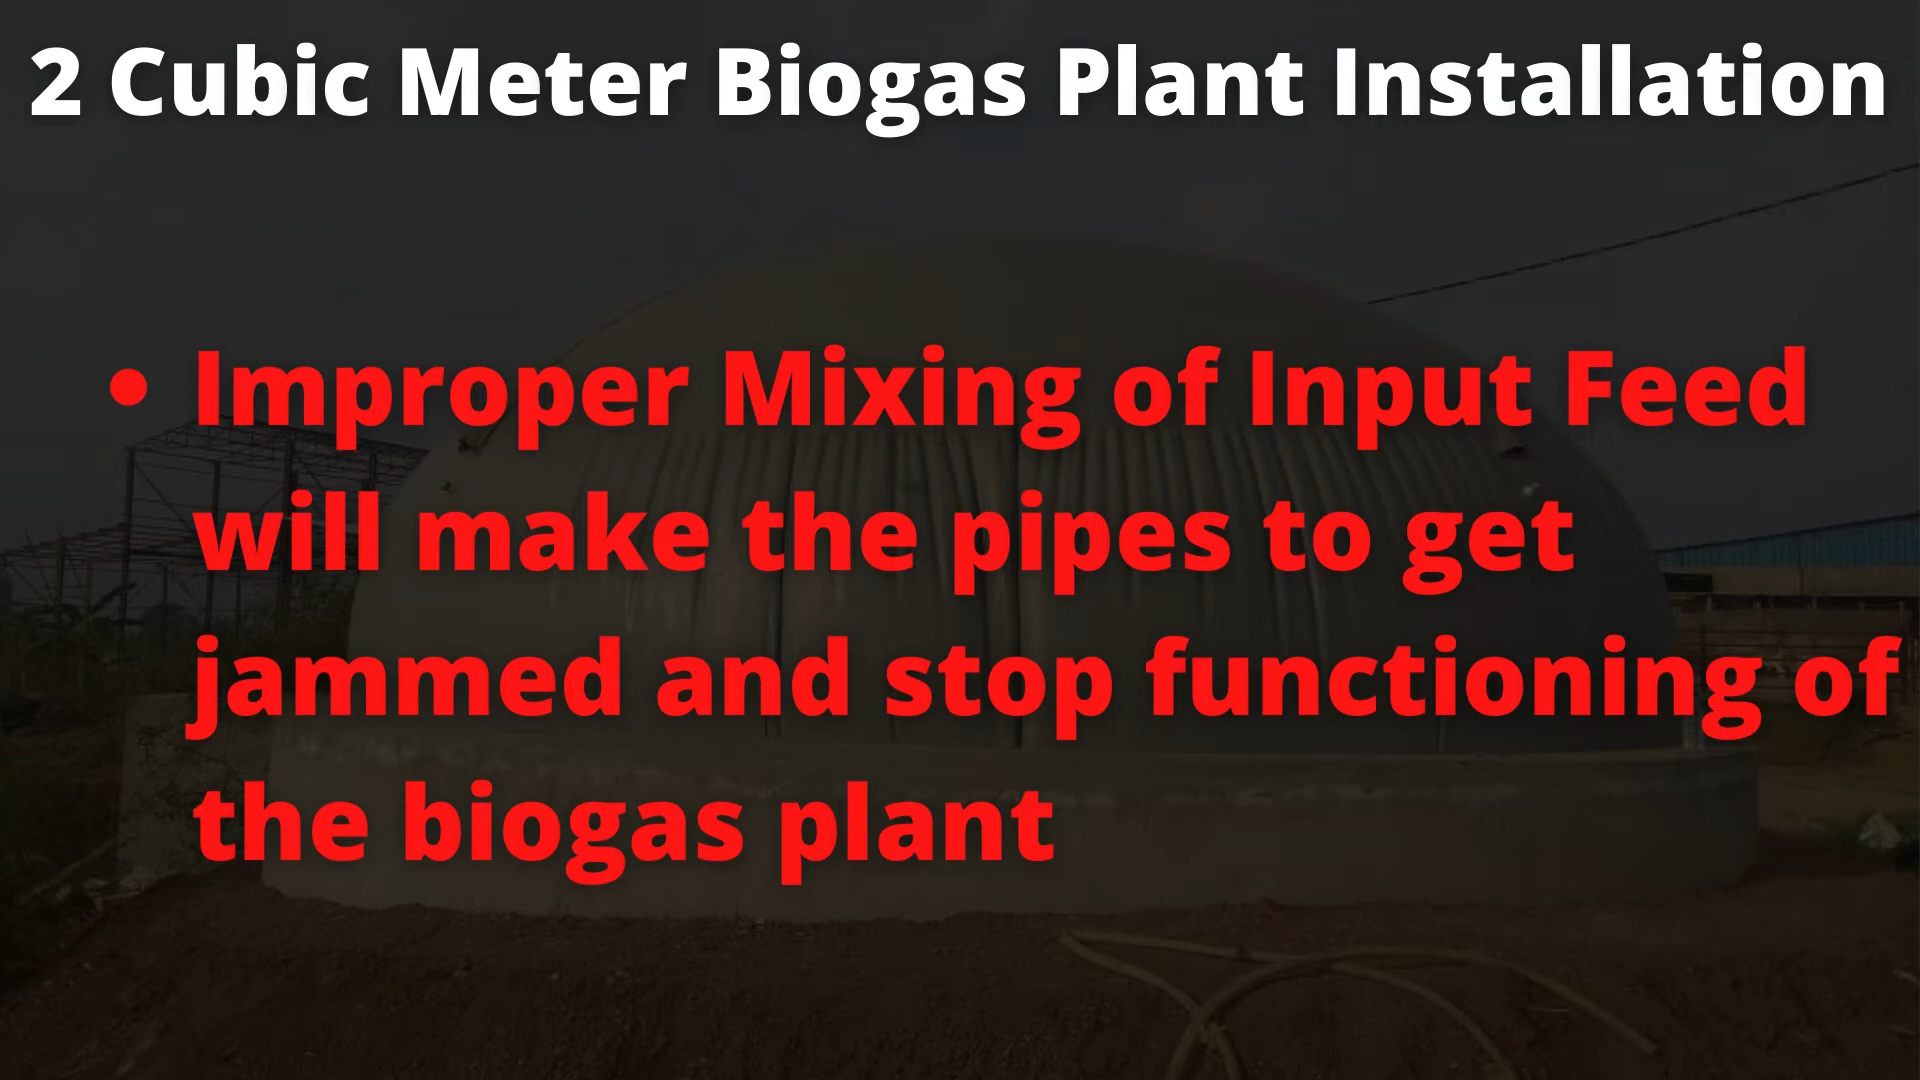 2 Cubic Meter Biogas Plant Installation
• Improper Mixing of Input Feed
will make the pipes to get
jammed and stop functioning of
the biogas plant